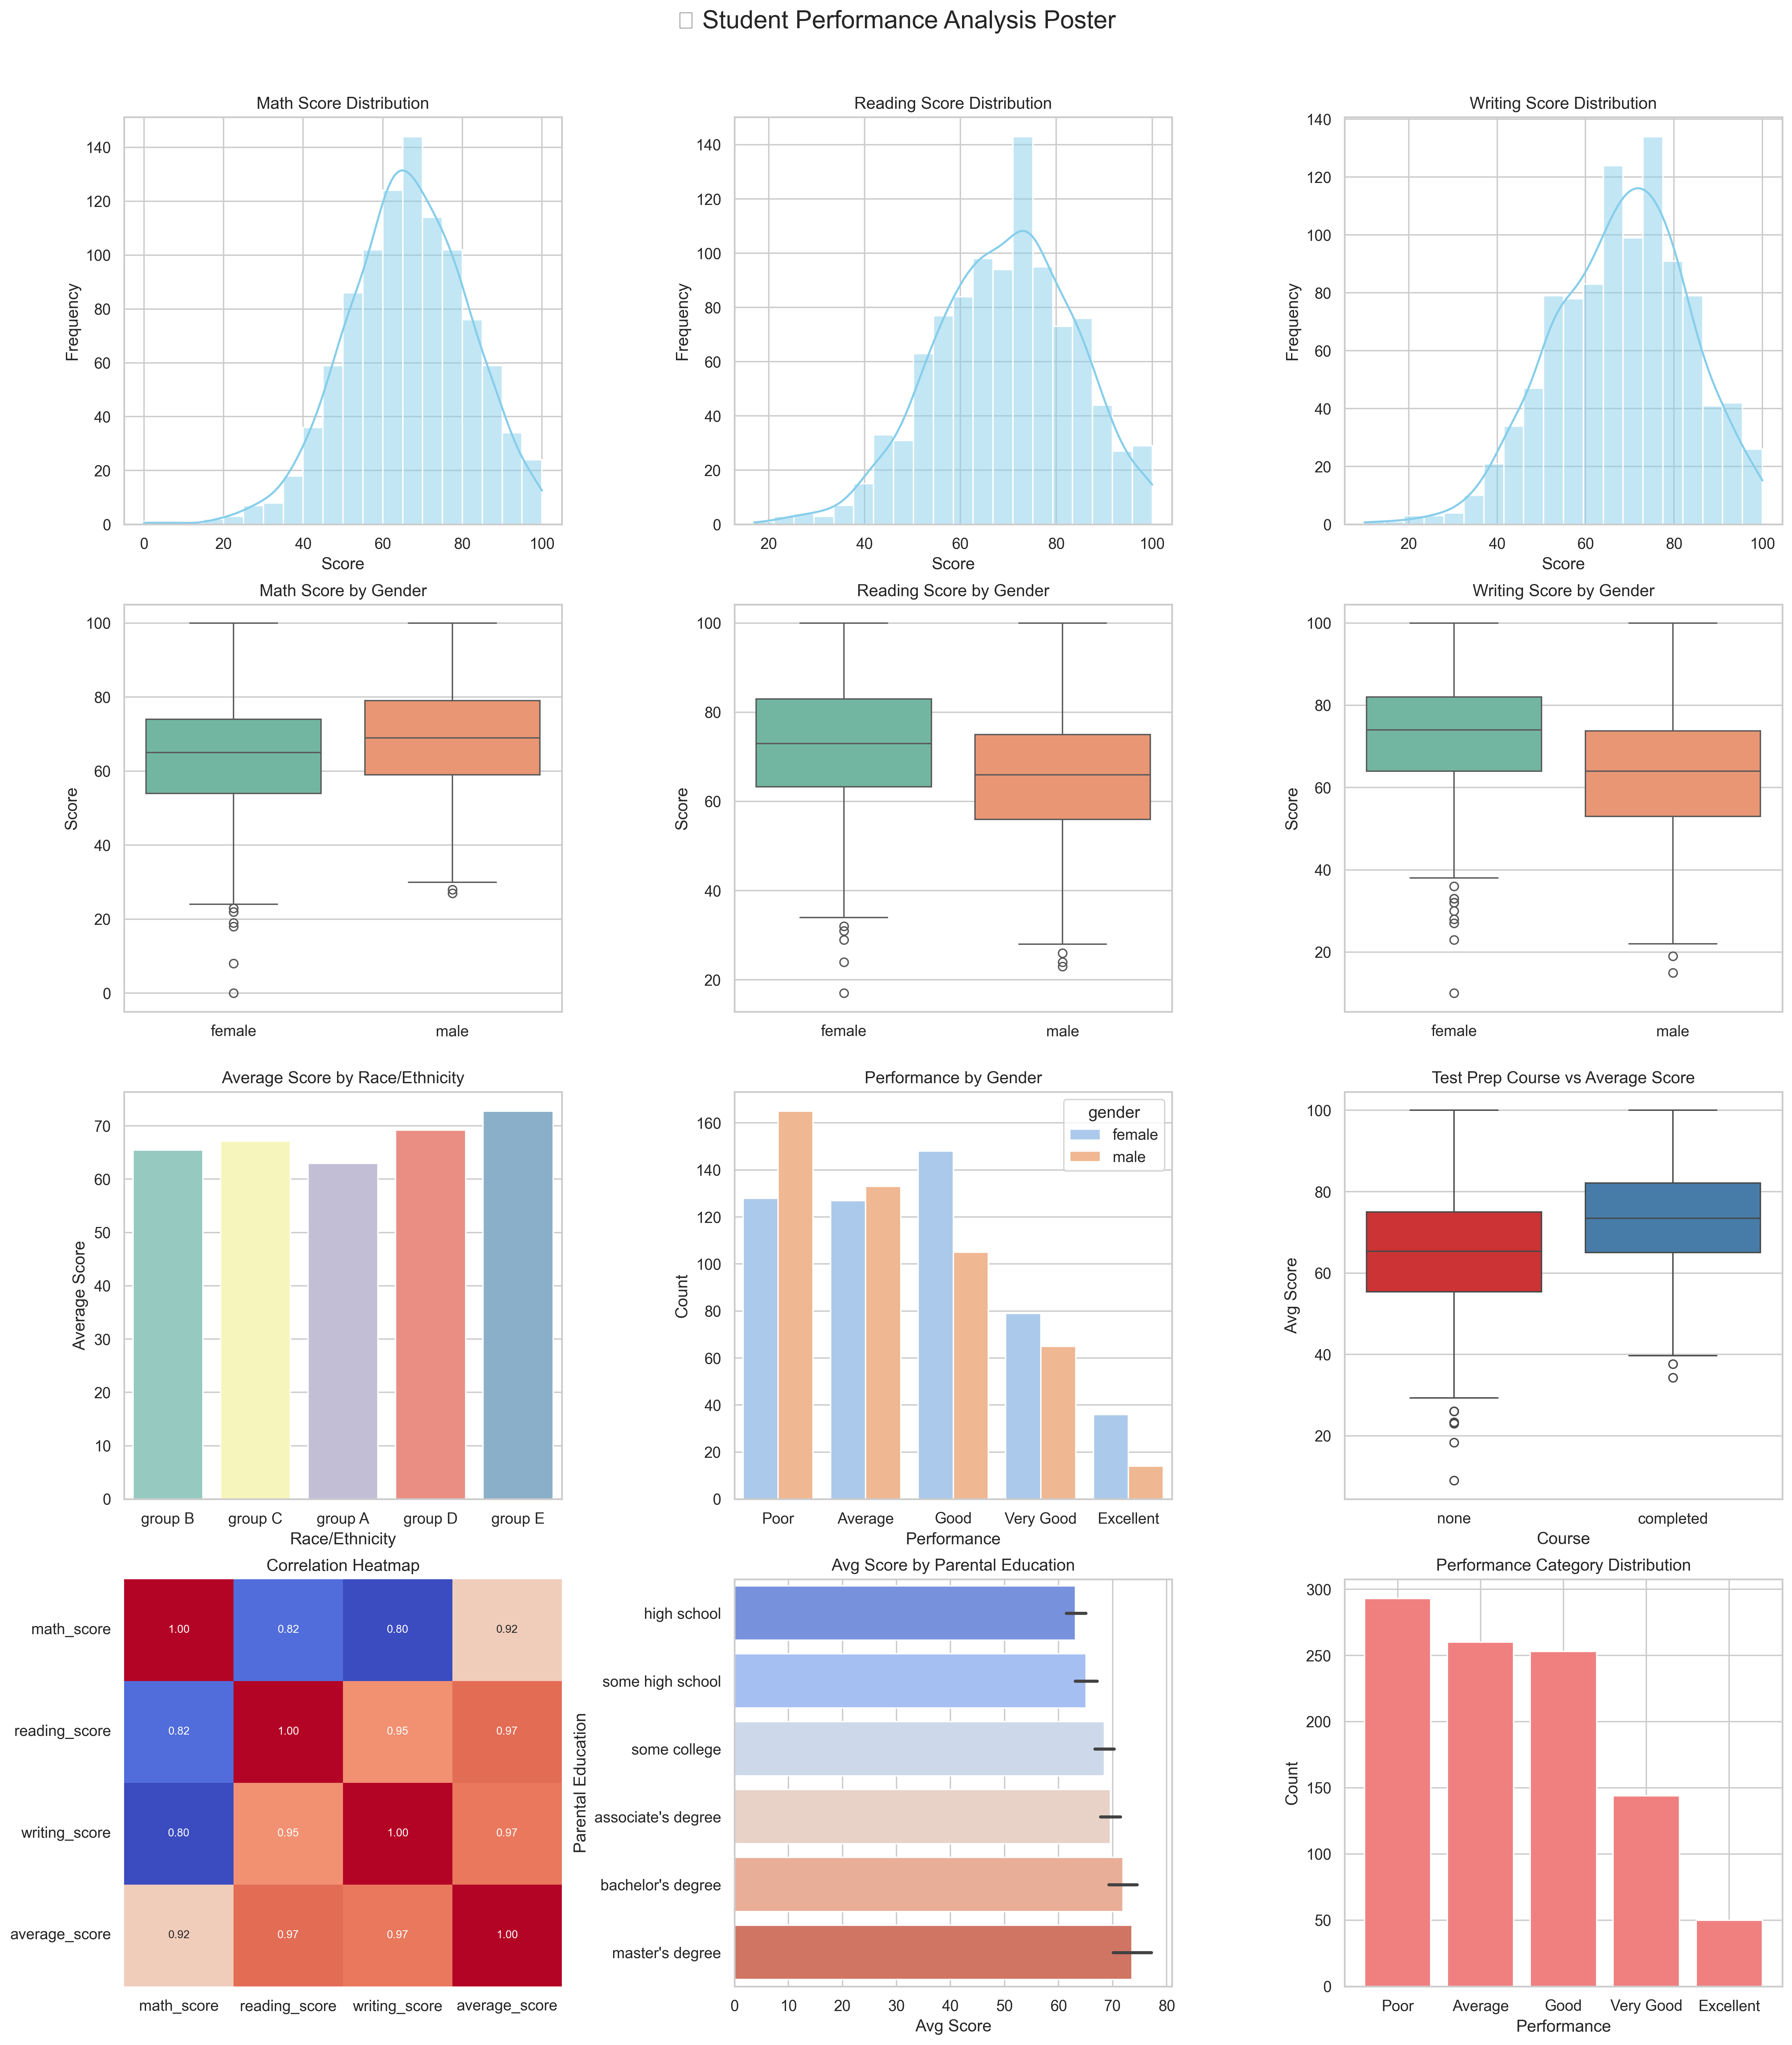 Student Performance Analysis Poster
Math Score Distribution
Frequency
140
120
100
80
60
40
20
0
0 20 40 60 80 100
Score
Reading Score Distribution
Frequency
140
120
100
80
60
40
20
0
20 40 60 80 100
Score
Writing Score Distribution
Frequency
140
120
100
80
60
40
20
0
20 40 60 80 100
Score
Math Score by Gender
Score
100
80
60
40
20
0
female male
Reading Score by Gender
Score
100
80
60
40
20
female male
Writing Score by Gender
Score
100
80
60
40
20
female male
Average Score by Race/Ethnicity
Average Score
70
60
50
40
30
20
10
0
group B group C group A group D group E
Race/Ethnicity
Performance by Gender
gender
female
male
Count
160
140
120
100
80
60
40
20
0
Poor Average Good Very Good Excellent
Performance
Test Prep Course vs Average Score
Avg Score
100
80
60
40
20
none completed
Course
Correlation Heatmap
math_score 1.00 0.82 0.80 0.92
reading_score 0.82 1.00 0.95 0.97
writing_score 0.80 0.95 1.00 0.97
average_score 0.92 0.97 0.97 1.00
math_score reading_score writing_score average_score
Avg Score by Parental Education
Parental Education
high school
some high school
some college
associate's degree
bachelor's degree
master's degree
0 10 20 30 40 50 60 70 80
Avg Score
Performance Category Distribution
Count
300
250
200
150
100
50
0
Poor Average Good Very Good Excellent
Performance